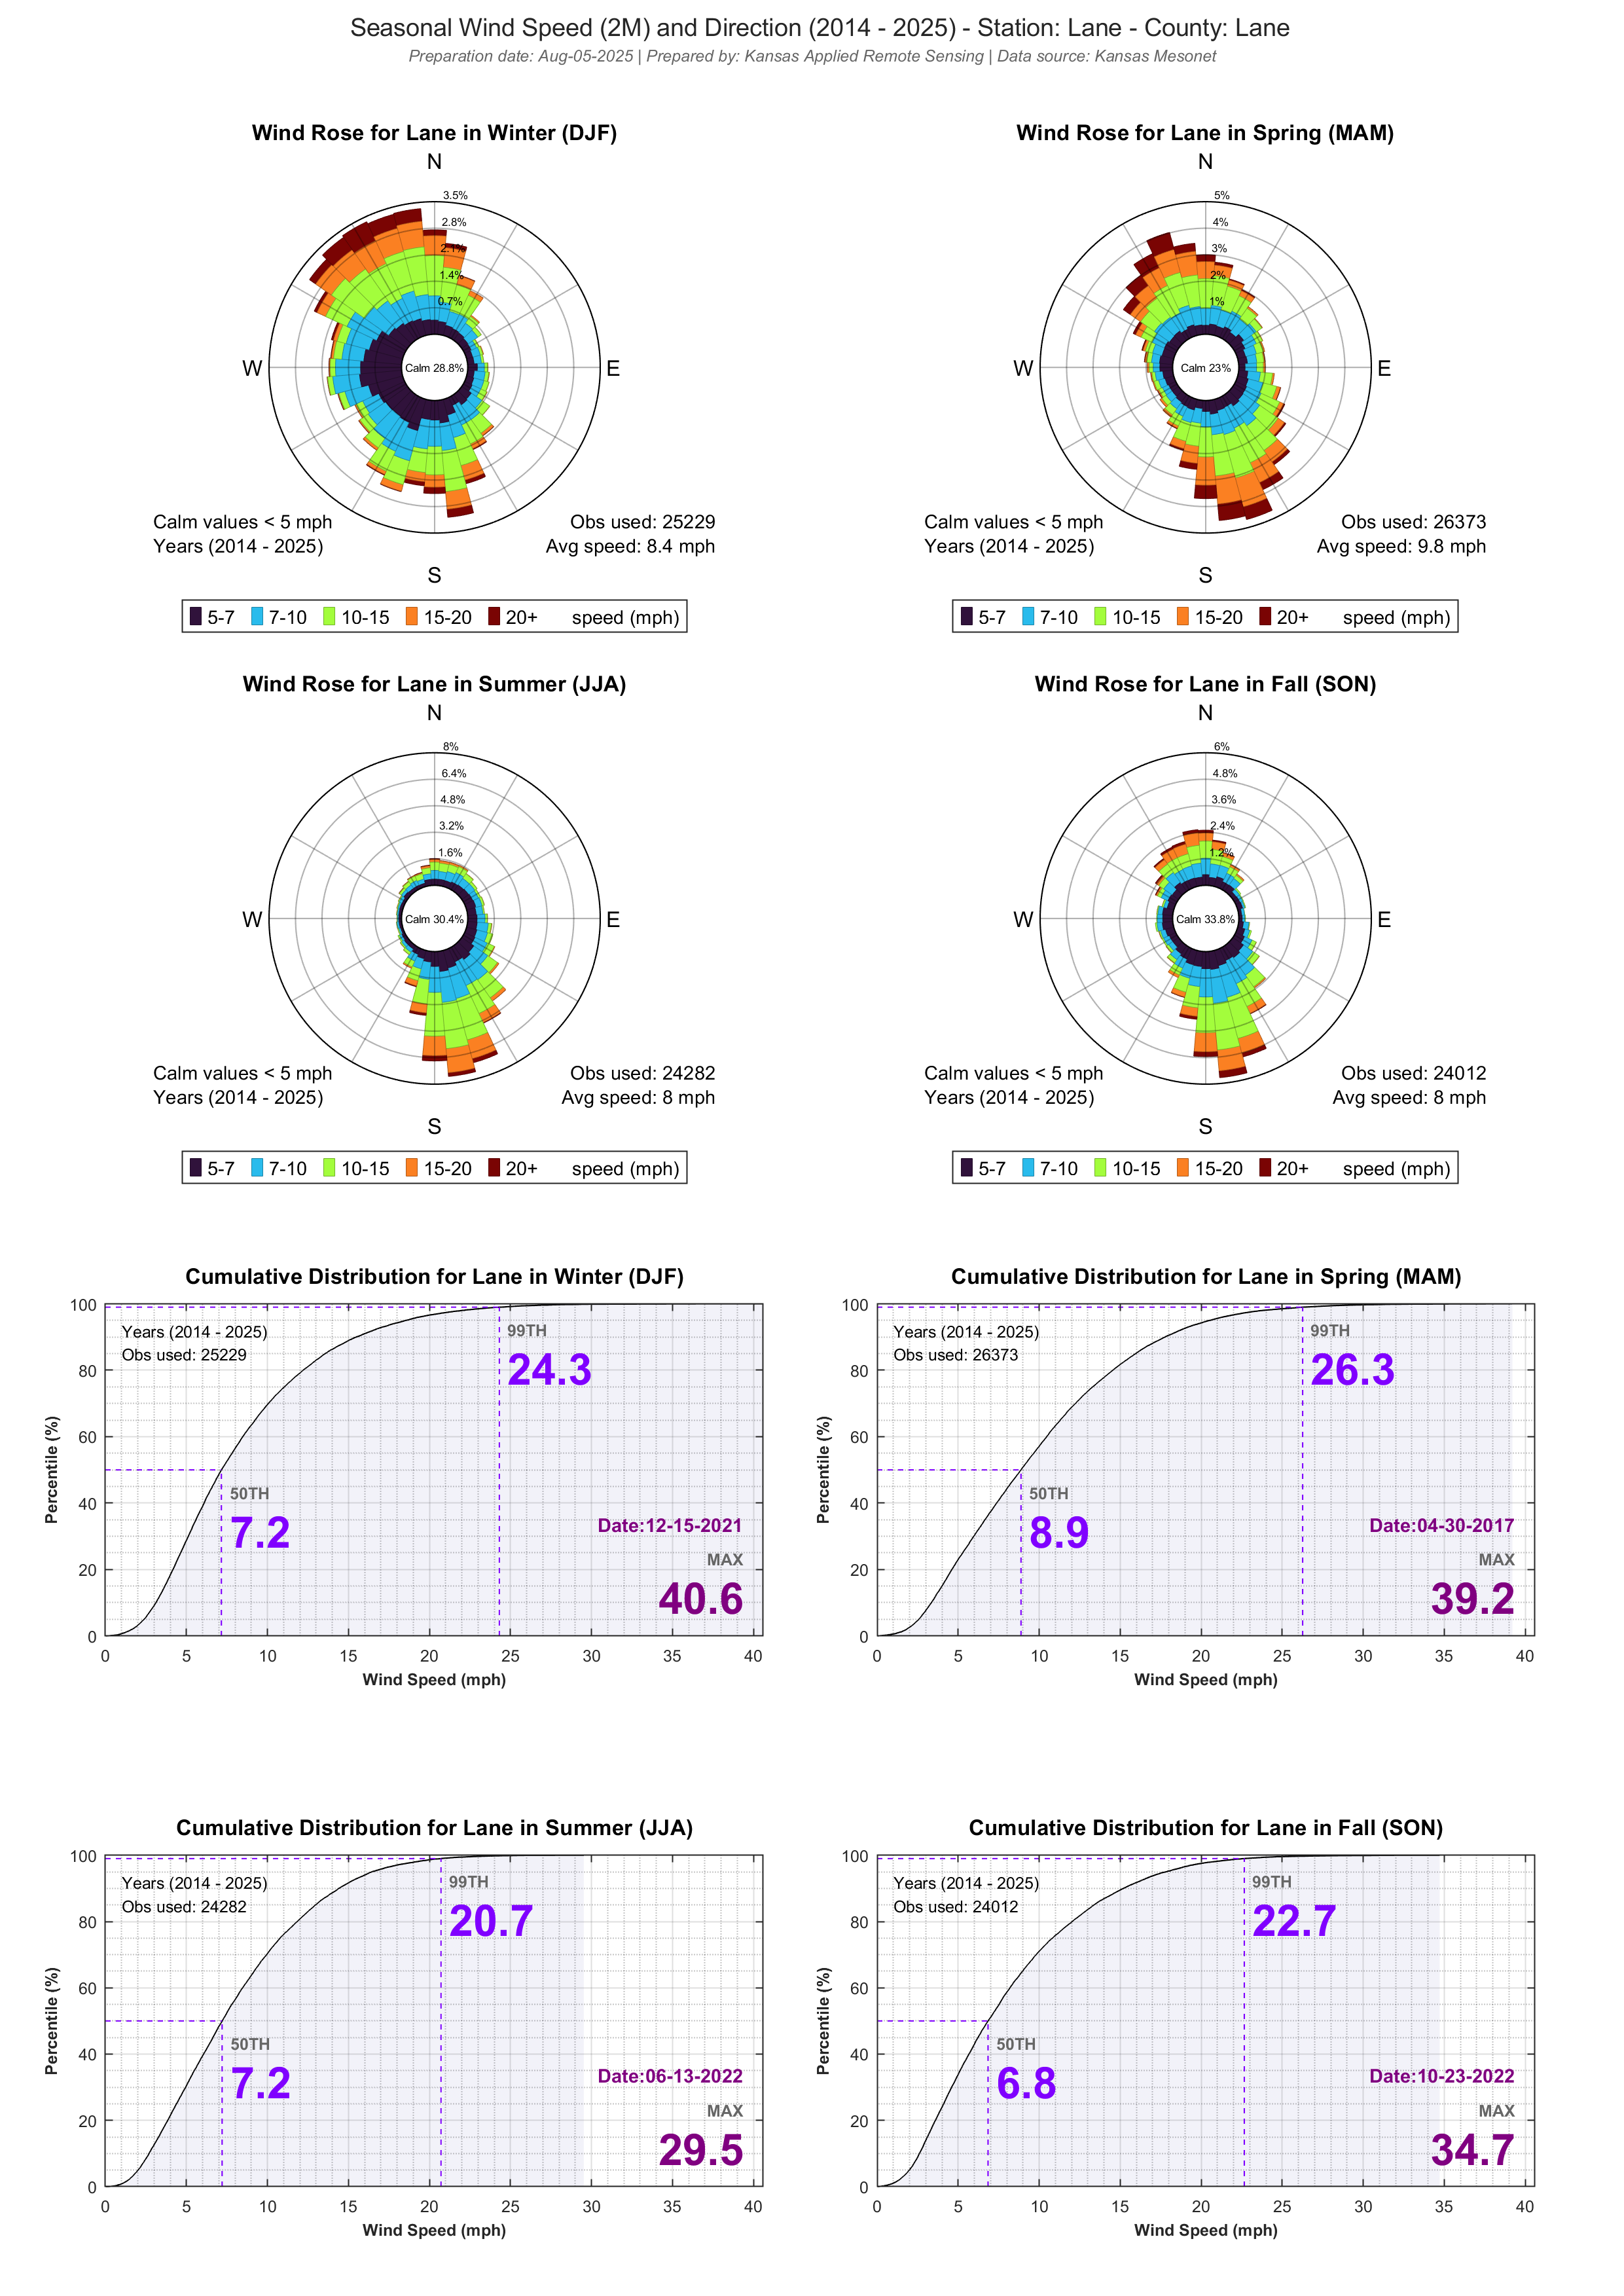 Seasonal Wind Speed (2M) and Direction (2014 - 2025) - Station: Lane - County: Lane
Preparation date: Aug-05-2025 | Prepared by: Kansas Applied Remote Sensing | Data source: Kansas Mesonet
Wind Rose for Lane in Winter (DJF)
N
3.5%
2.8%
2.1%
1.4%
0.7%
W
Calm 28.8%
E
Calm values < 5 mph
Years (2014 - 2025)
Obs used: 25229
Avg speed: 8.4 mph
S
5-7 7-10 10-15 15-20 20+ speed (mph)
Wind Rose for Lane in Spring (MAM)
N
5%
4%
3%
2%
1%
W
Calm 23%
E
Calm values < 5 mph
Years (2014 - 2025)
Obs used: 26373
Avg speed: 9.8 mph
S
5-7 7-10 10-15 15-20 20+ speed (mph)
Wind Rose for Lane in Summer (JJA)
N
8%
6.4%
4.8%
3.2%
1.6%
W
Calm 30.4%
E
Calm values < 5 mph
Years (2014 - 2025)
Obs used: 24282
Avg speed: 8 mph
S
5-7 7-10 10-15 15-20 20+ speed (mph)
Wind Rose for Lane in Fall (SON)
N
6%
4.8%
3.6%
2.4%
1.2%
W
Calm 33.8%
E
Calm values < 5 mph
Years (2014 - 2025)
Obs used: 24012
Avg speed: 8 mph
S
5-7 7-10 10-15 15-20 20+ speed (mph)
Cumulative Distribution for Lane in Winter (DJF)
Percentile (%)
100
80
60
40
20
0
Years (2014 - 2025)
Obs used: 25229
99TH
24.3
50TH
7.2
Date:12-15-2021
MAX
40.6
0 5 10 15 20 25 30 35 40
Wind Speed (mph)
Cumulative Distribution for Lane in Spring (MAM)
Percentile (%)
100
80
60
40
20
0
Years (2014 - 2025)
Obs used: 26373
99TH
26.3
50TH
8.9
Date:04-30-2017
MAX
39.2
0 5 10 15 20 25 30 35 40
Wind Speed (mph)
Cumulative Distribution for Lane in Summer (JJA)
Percentile (%)
100
80
60
40
20
0
Years (2014 - 2025)
Obs used: 24282
99TH
20.7
50TH
7.2
Date:06-13-2022
MAX
29.5
0 5 10 15 20 25 30 35 40
Wind Speed (mph)
Cumulative Distribution for Lane in Fall (SON)
Percentile (%)
100
80
60
40
20
0
Years (2014 - 2025)
Obs used: 24012
99TH
22.7
50TH
6.8
Date:10-23-2022
MAX
34.7
0 5 10 15 20 25 30 35 40
Wind Speed (mph)